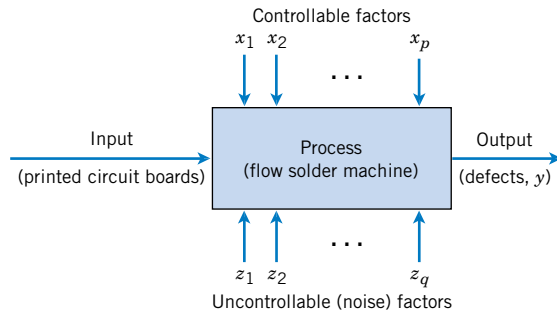 Controllable factors
x1 x2 ... xp
Input
(printed circuit boards)
Process
(flow solder machine)
Output
(defects, y)
...
z1 z2 zq
Uncontrollable (noise) factors